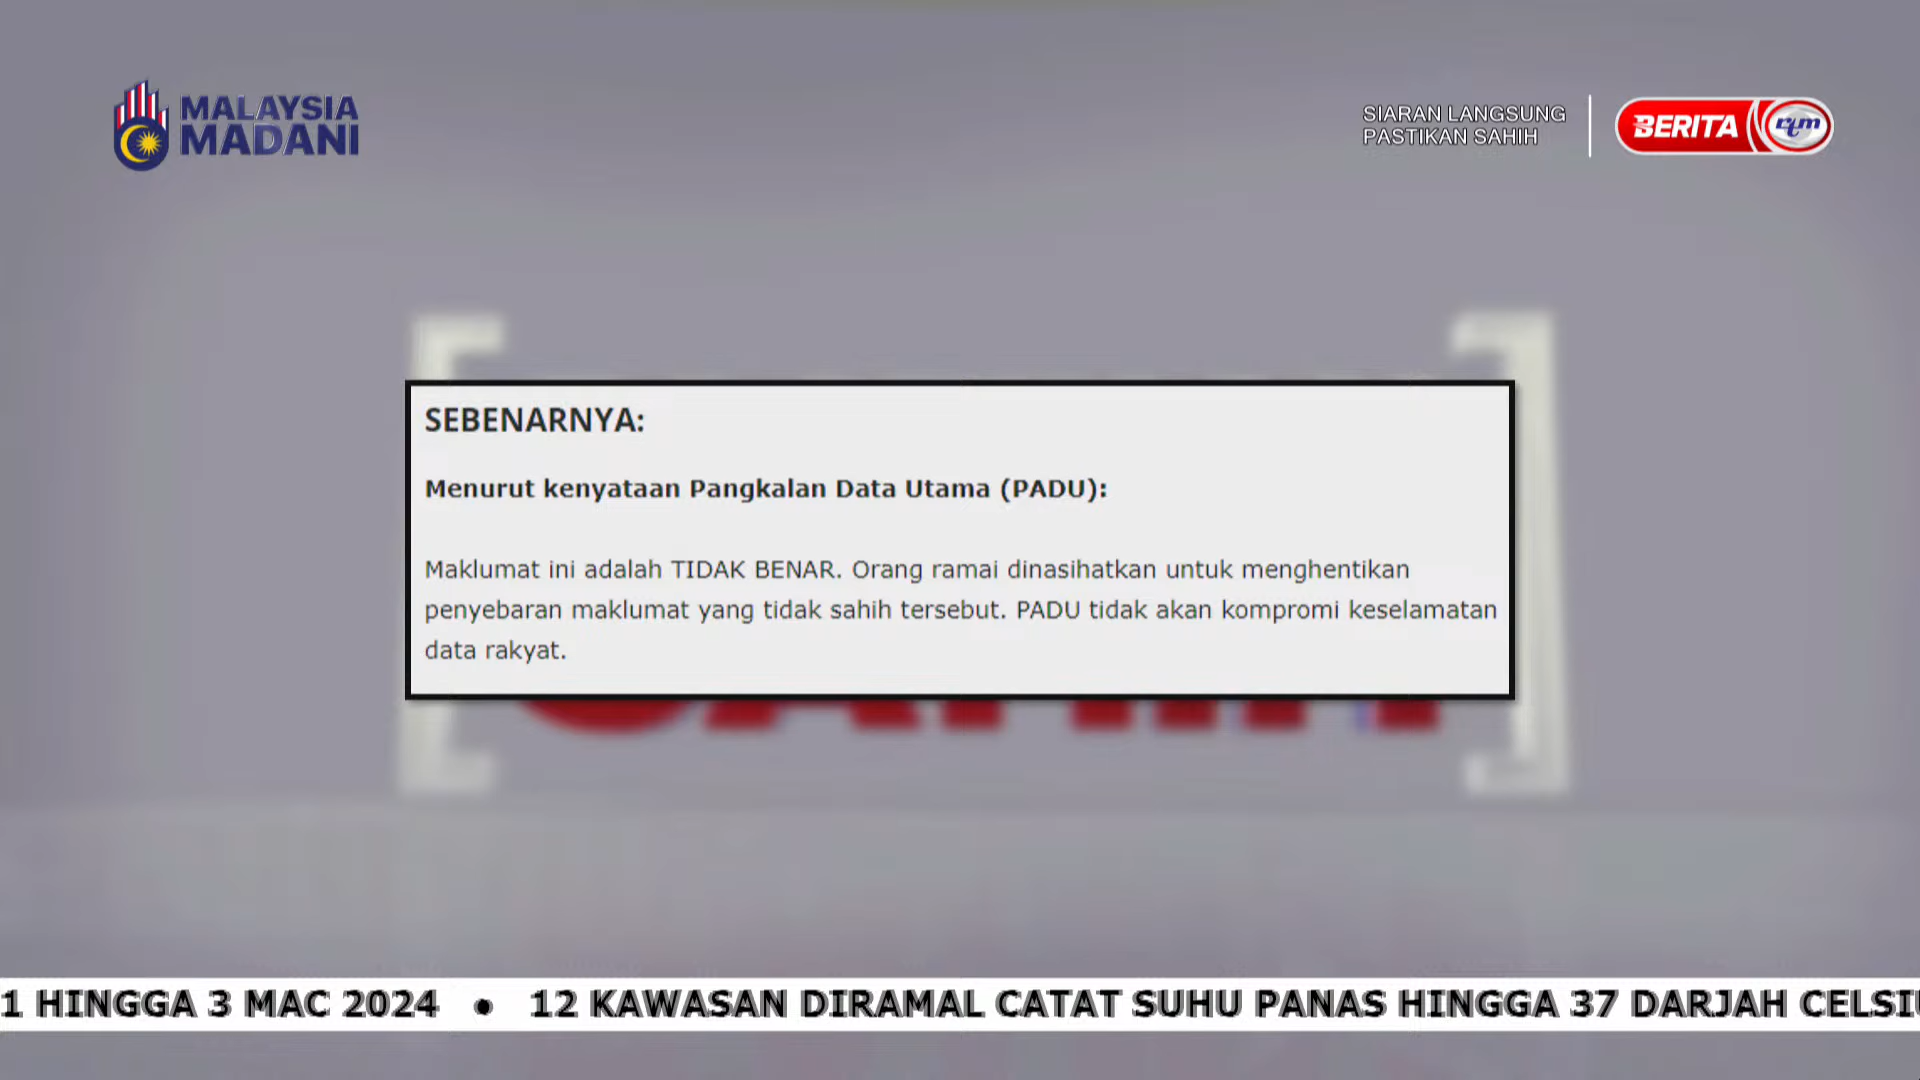 MALAYSIA
MADANI
SIARAN LANGSUNG
PASTIKAN SAHIH
BERITA rtm
SEBENARNYA:
Menurut kenyataan Pangkalan Data Utama (PADU):
Maklumat ini adalah TIDAK BENAR. Orang ramai dinasihatkan untuk menghentikan
penyebaran maklumat yang tidak sahih tersebut. PADU tidak akan kompromi keselamatan
data rakyat.
1 HINGGA 3 MAC 2024 • 12 KAWASAN DIRAMAL CATAT SUHU PANAS HINGGA 37 DARJAH